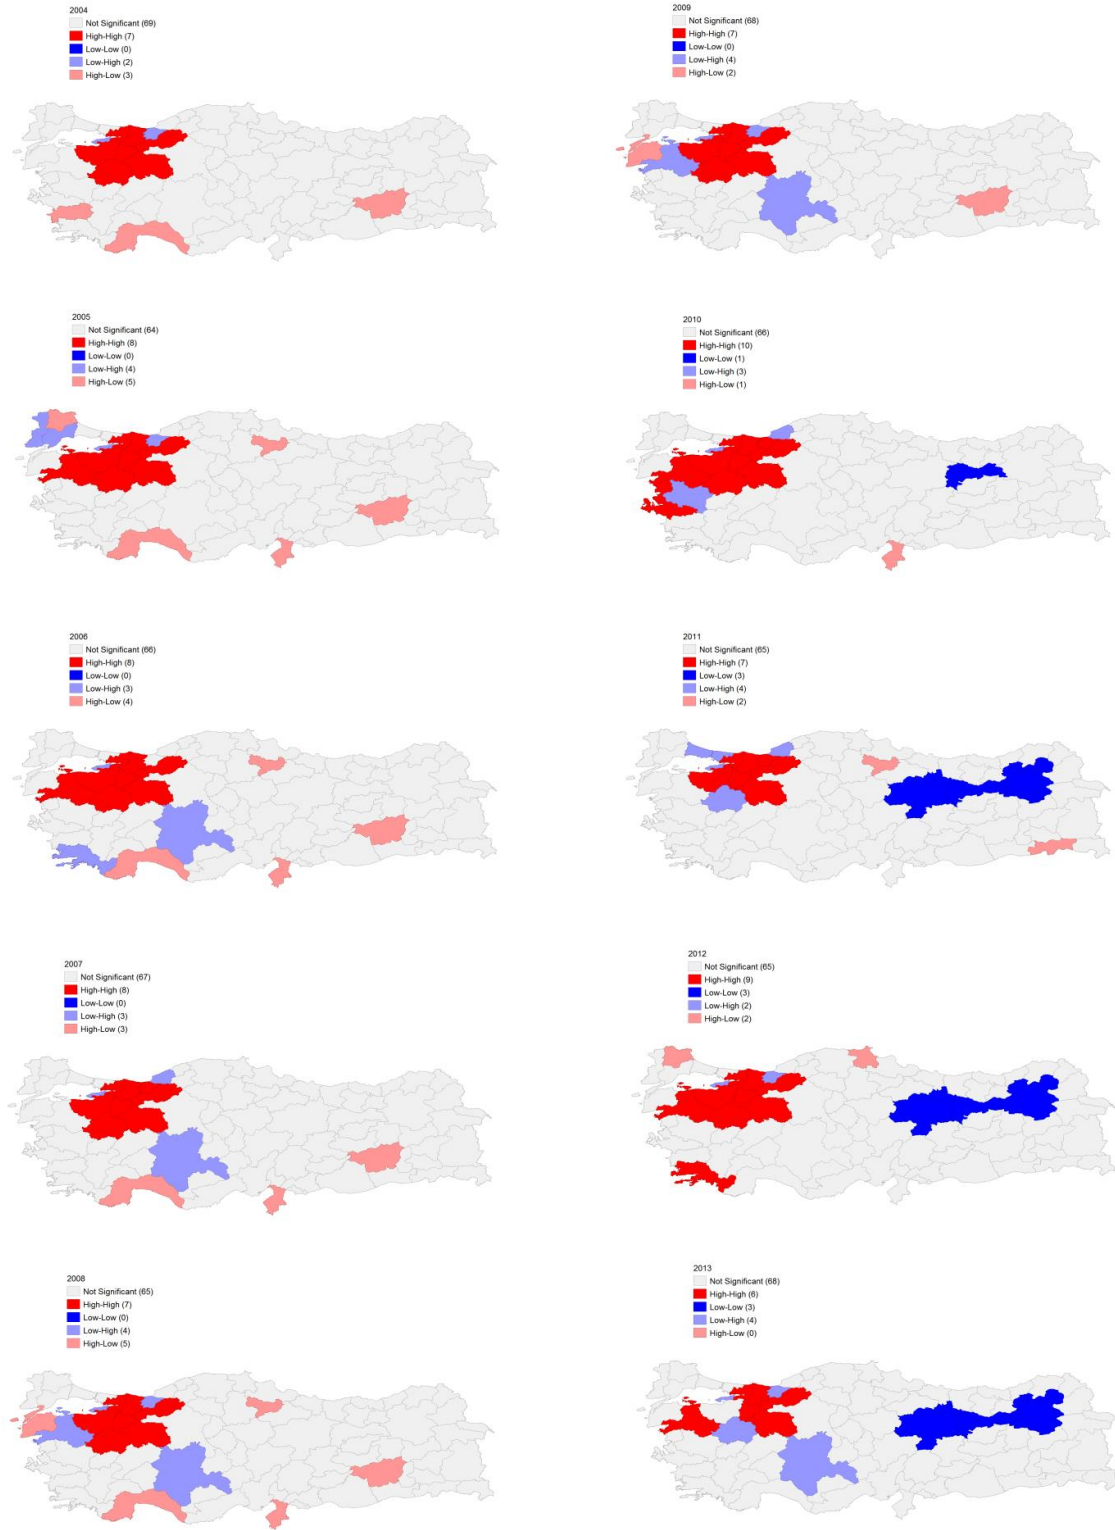 2004
Not Significant (69)
High-High (7)
Low-Low (0)
Low-High (2)
High-Low (3)
2005
Not Significant (64)
High-High (8)
Low-Low (0)
Low-High (4)
High-Low (5)
2006
Not Significant (66)
High-High (8)
Low-Low (0)
Low-High (3)
High-Low (4)
2007
Not Significant (67)
High-High (8)
Low-Low (0)
Low-High (3)
High-Low (3)
2008
Not Significant (65)
High-High (7)
Low-Low (0)
Low-High (4)
High-Low (5)
2009
Not Significant (68)
High-High (7)
Low-Low (0)
Low-High (4)
High-Low (2)
2010
Not Significant (66)
High-High (10)
Low-Low (1)
Low-High (3)
High-Low (1)
2011
Not Significant (65)
High-High (7)
Low-Low (3)
Low-High (4)
High-Low (2)
2012
Not Significant (65)
High-High (9)
Low-Low (3)
Low-High (2)
High-Low (2)
2013
Not Significant (68)
High-High (6)
Low-Low (3)
Low-High (4)
High-Low (0)